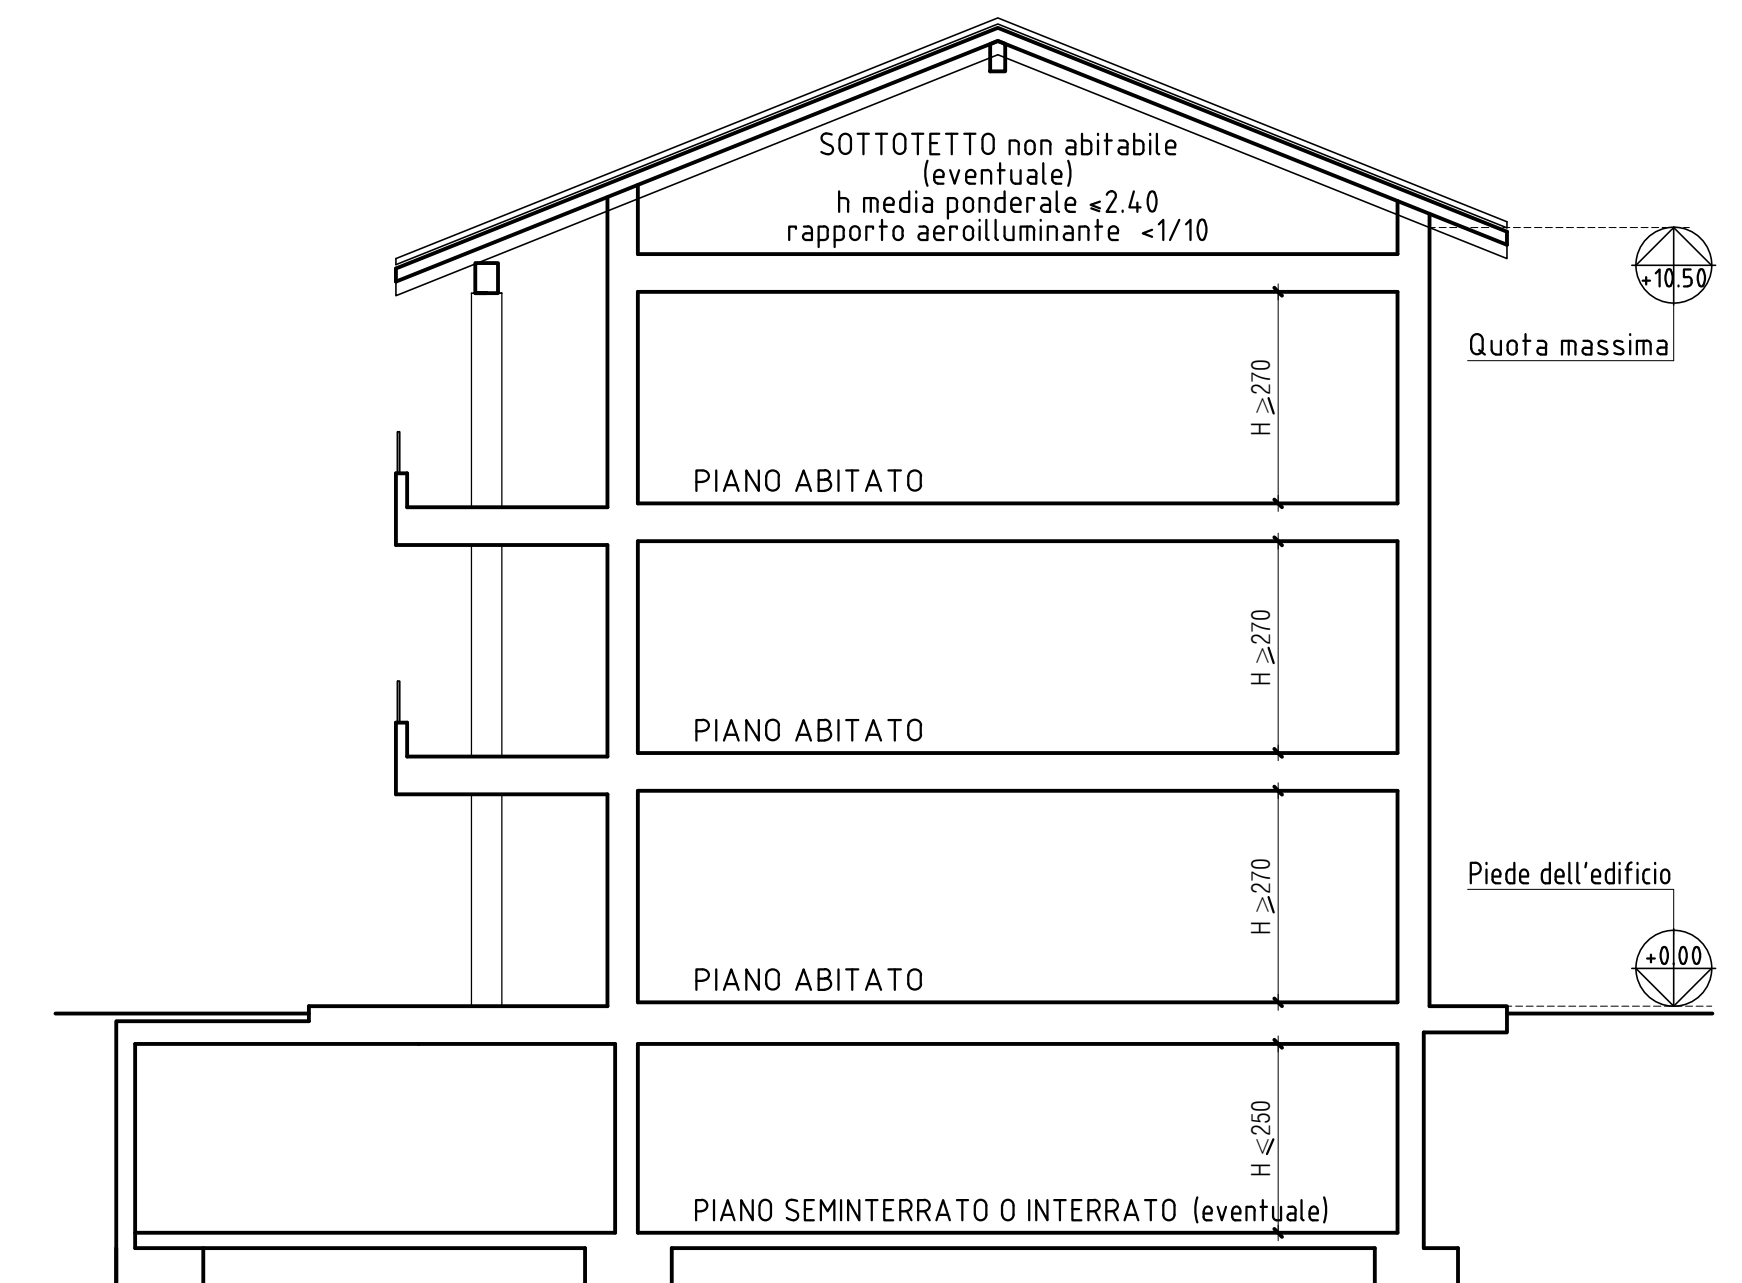 SOTTOTETTO non abitabile
(eventuale)
h media ponderale ⩽2.40
rapporto aeroilluminante <1/10
+10.50
Quota massima
H ⩾270
PIANO ABITATO
H ⩾270
PIANO ABITATO
Piede dell'edificio
H ⩾270
+0.00
PIANO ABITATO
H ⩽250
PIANO SEMINTERRATO O INTERRATO (eventuale)